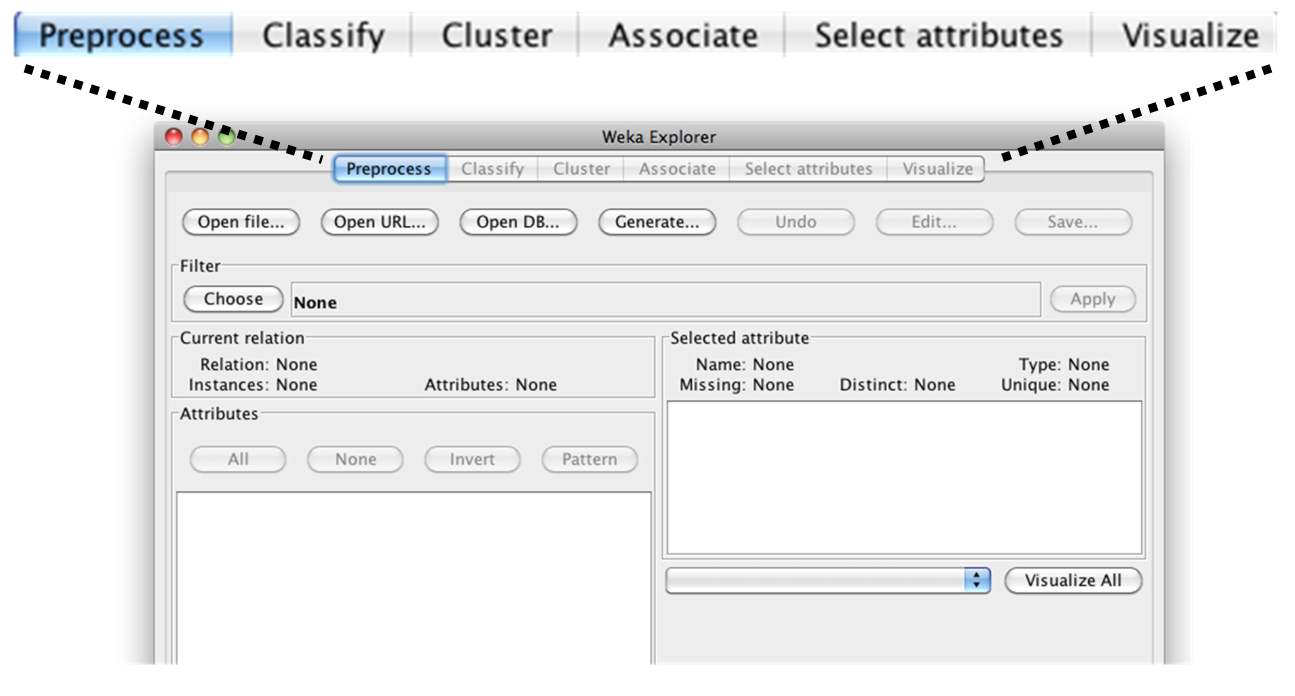 Preprocess Classify Cluster Associate Select attributes Visualize
Weka Explorer
Preprocess Classify Cluster Associate Select attributes Visualize
Open file... Open URL... Open DB... Generate... Undo Edit... Save...
Filter
Choose None Apply
Current relation
Relation: None
Instances: None Attributes: None
Selected attribute
Name: None Type: None
Missing: None Distinct: None Unique: None
Attributes
All None Invert Pattern
Visualize All